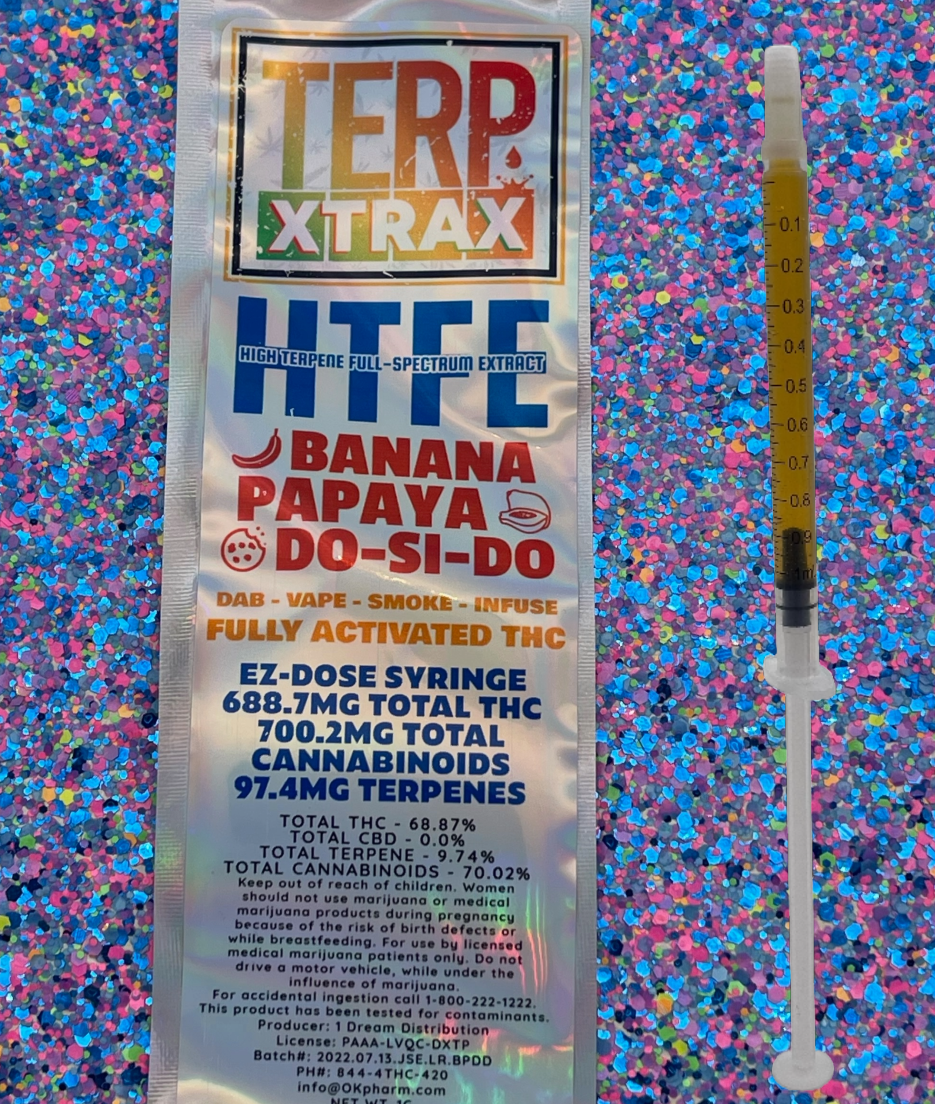 TERP
XTRAX
HTFE
HIGH TERPENE FULL-SPECTRUM EXTRACT
BANANA
PAPAYA
DO-SI-DO
DAB - VAPE - SMOKE - INFUSE
FULLY ACTIVATED THC
EZ-DOSE SYRINGE
688.7MG TOTAL THC
700.2MG TOTAL
CANNABINOIDS
97.4MG TERPENES
TOTAL THC - 68.87%
TOTAL CBD - 0.0%
TOTAL TERPENE - 9.74%
TOTAL CANNABINOIDS - 70.02%
Keep out of reach of children. Women
should not use marijuana or medical
marijuana products during pregnancy
because of the risk of birth defects or
while breastfeeding. For use by licensed
medical marijuana patients only. Do not
drive a motor vehicle, while under the
influence of marijuana.
For accidental ingestion call 1-800-222-1222.
This product has been tested for contaminants.
Producer: 1 Dream Distribution
License: PAAA-LVQC-DXTP
Batch#: 2022.07.13.JSE.LR.BPDD
PH#: 844-4THC-420
info@OKpharm.com
NET WT. 1G
0.1
0.2
0.3
0.4
0.5
0.6
0.7
0.8
0.9
1ml